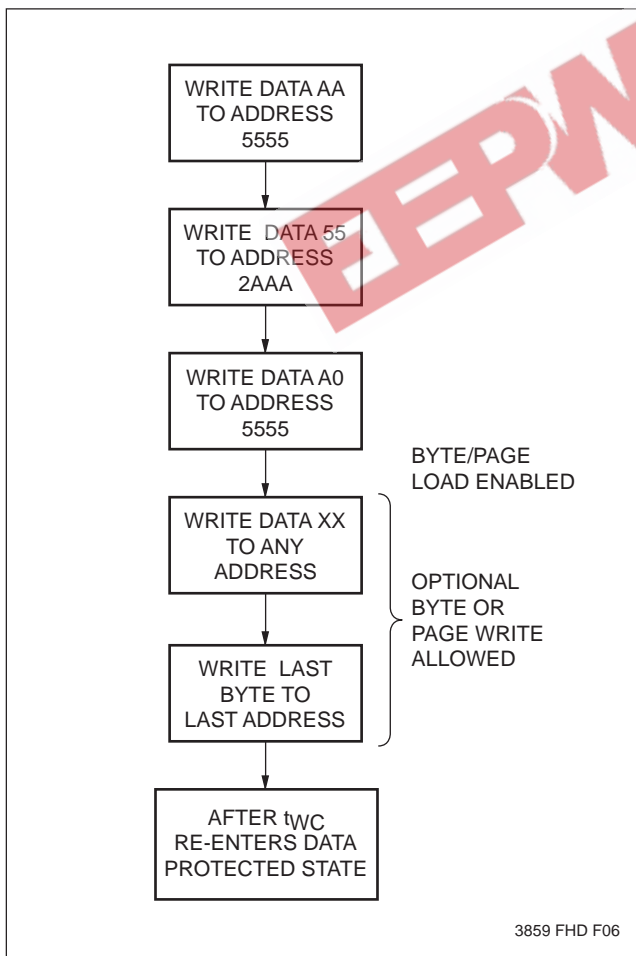 WRITE DATA AA
TO ADDRESS
5555
WRITE DATA 55
TO ADDRESS
2AAA
WRITE DATA A0
TO ADDRESS
5555
BYTE/PAGE
LOAD ENABLED
WRITE DATA XX
TO ANY
ADDRESS
OPTIONAL
BYTE OR
PAGE WRITE
ALLOWED
WRITE LAST
BYTE TO
LAST ADDRESS
AFTER tWC
RE-ENTERS DATA
PROTECTED STATE
3859 FHD F06
EEPW